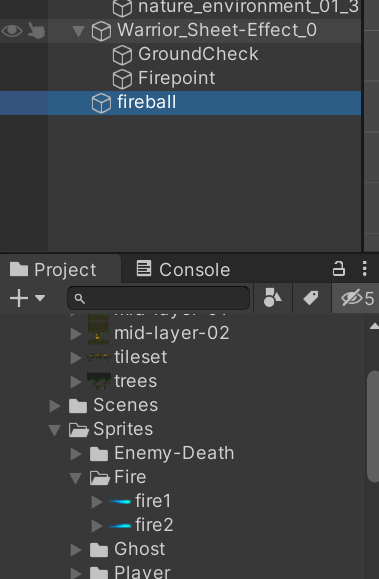 nature_environment_01_3
Warrior_Sheet-Effect_0
GroundCheck
Firepoint
fireball
Project
Console
5
mid-layer-02
tileset
trees
Scenes
Sprites
Enemy-Death
Fire
fire1
fire2
Ghost
Player